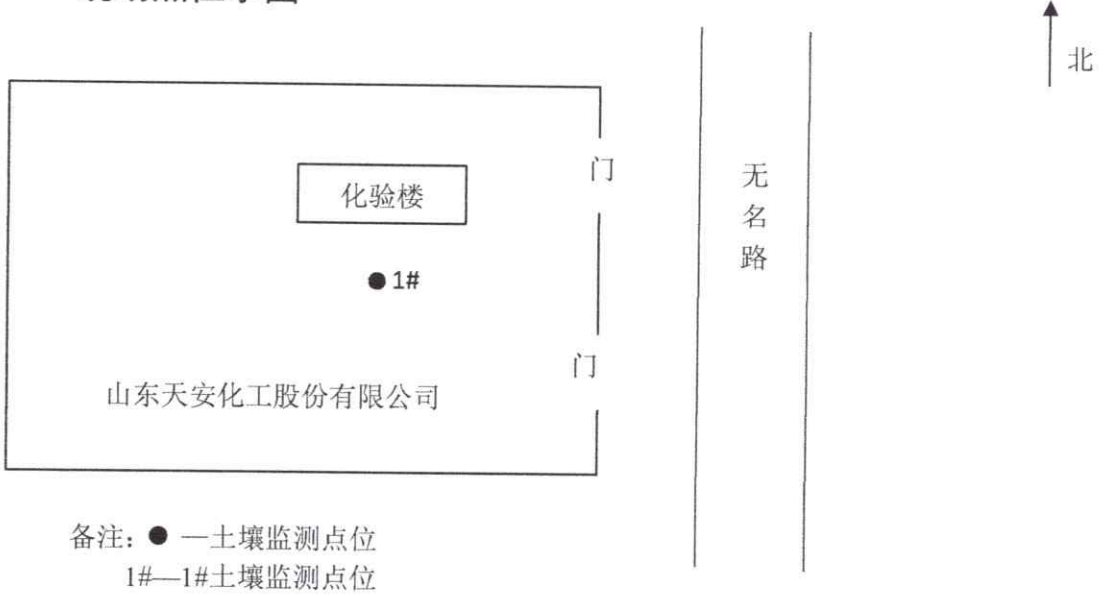 北
门
化验楼
无名路
1#
门
山东天安化工股份有限公司
备注：● —土壤监测点位
1#—1#土壤监测点位